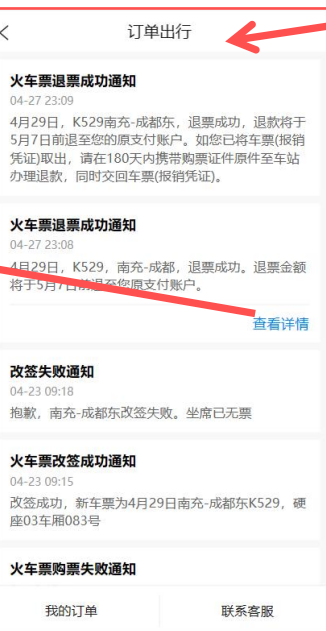 订单出行
火车票退票成功通知
04-27 23:09
4月29日，K529南充-成都东，退票成功，退款将于
5月7日前退至您的原支付账户。如您已将车票(报销
凭证)取出，请在180天内携带购票证件原件至车站
办理退款，同时交回车票(报销凭证)。
火车票退票成功通知
04-27 23:08
4月29日，K529，南充-成都，退票成功。退票金额
将于5月7日前退至您原支付账户。
查看详情
改签失败通知
04-23 09:18
抱歉，南充-成都东改签失败。坐席已无票
火车票改签成功通知
04-23 09:15
改签成功，新车票为4月29日南充-成都东K529，硬
座03车厢083号
火车票购票失败通知
我的订单
联系客服